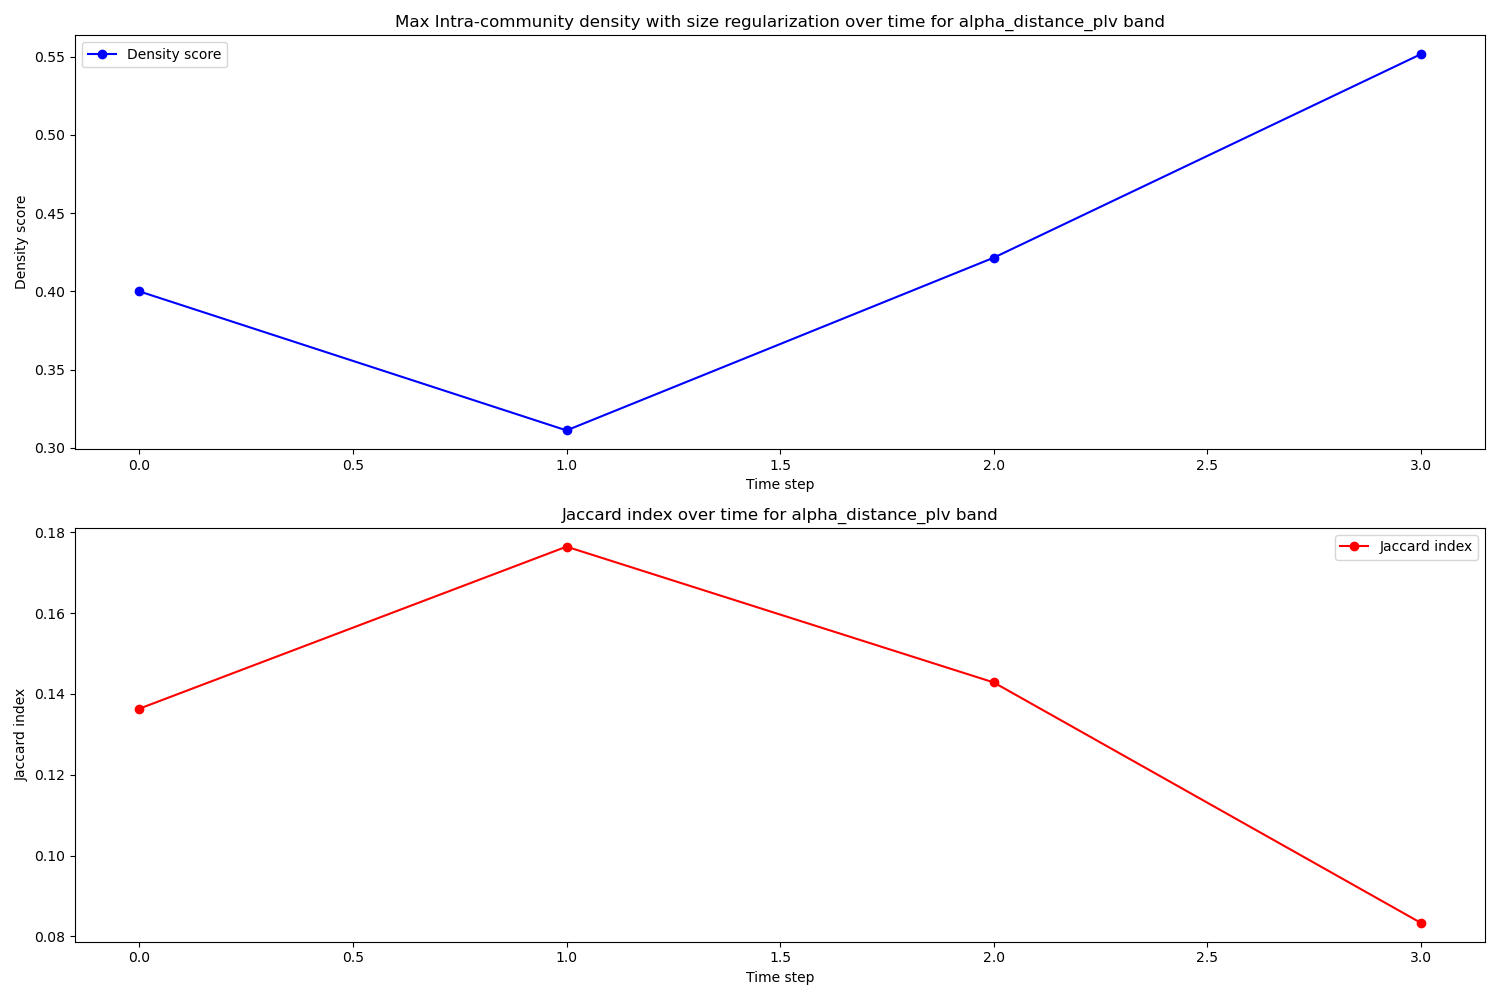 Max Intra-community density with size regularization over time for alpha_distance_plv band
Density score
0.55
0.50
0.45
0.40
0.35
0.30
Density score
0.0 0.5 1.0 1.5 2.0 2.5 3.0
Time step
Jaccard index over time for alpha_distance_plv band
Jaccard index
0.18
0.16
0.14
0.12
0.10
0.08
Jaccard index
0.0 0.5 1.0 1.5 2.0 2.5 3.0
Time step